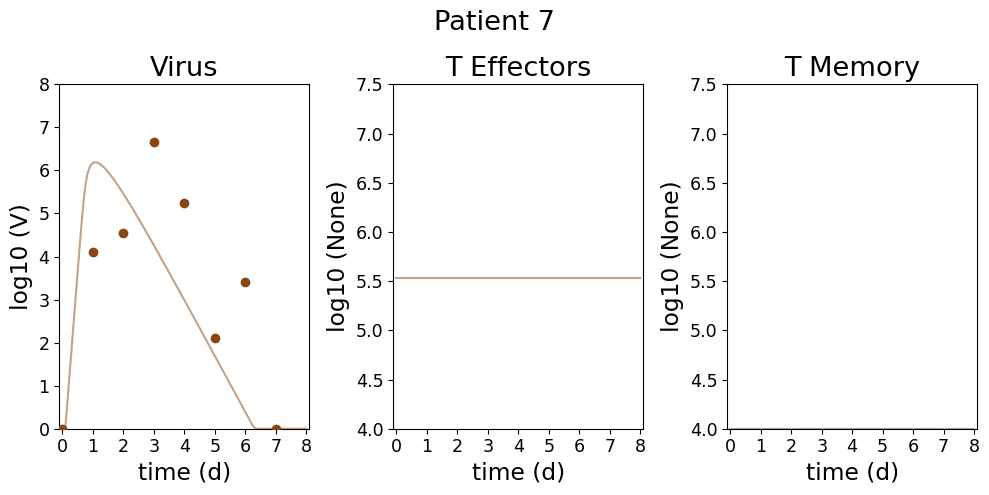 Patient 7
Virus
T Effectors
T Memory
log10 (V)
8
7
6
5
4
3
2
1
0
0 1 2 3 4 5 6 7 8
time (d)
log10 (None)
7.5
7.0
6.5
6.0
5.5
5.0
4.5
4.0
0 1 2 3 4 5 6 7 8
time (d)
log10 (None)
7.5
7.0
6.5
6.0
5.5
5.0
4.5
4.0
0 1 2 3 4 5 6 7 8
time (d)